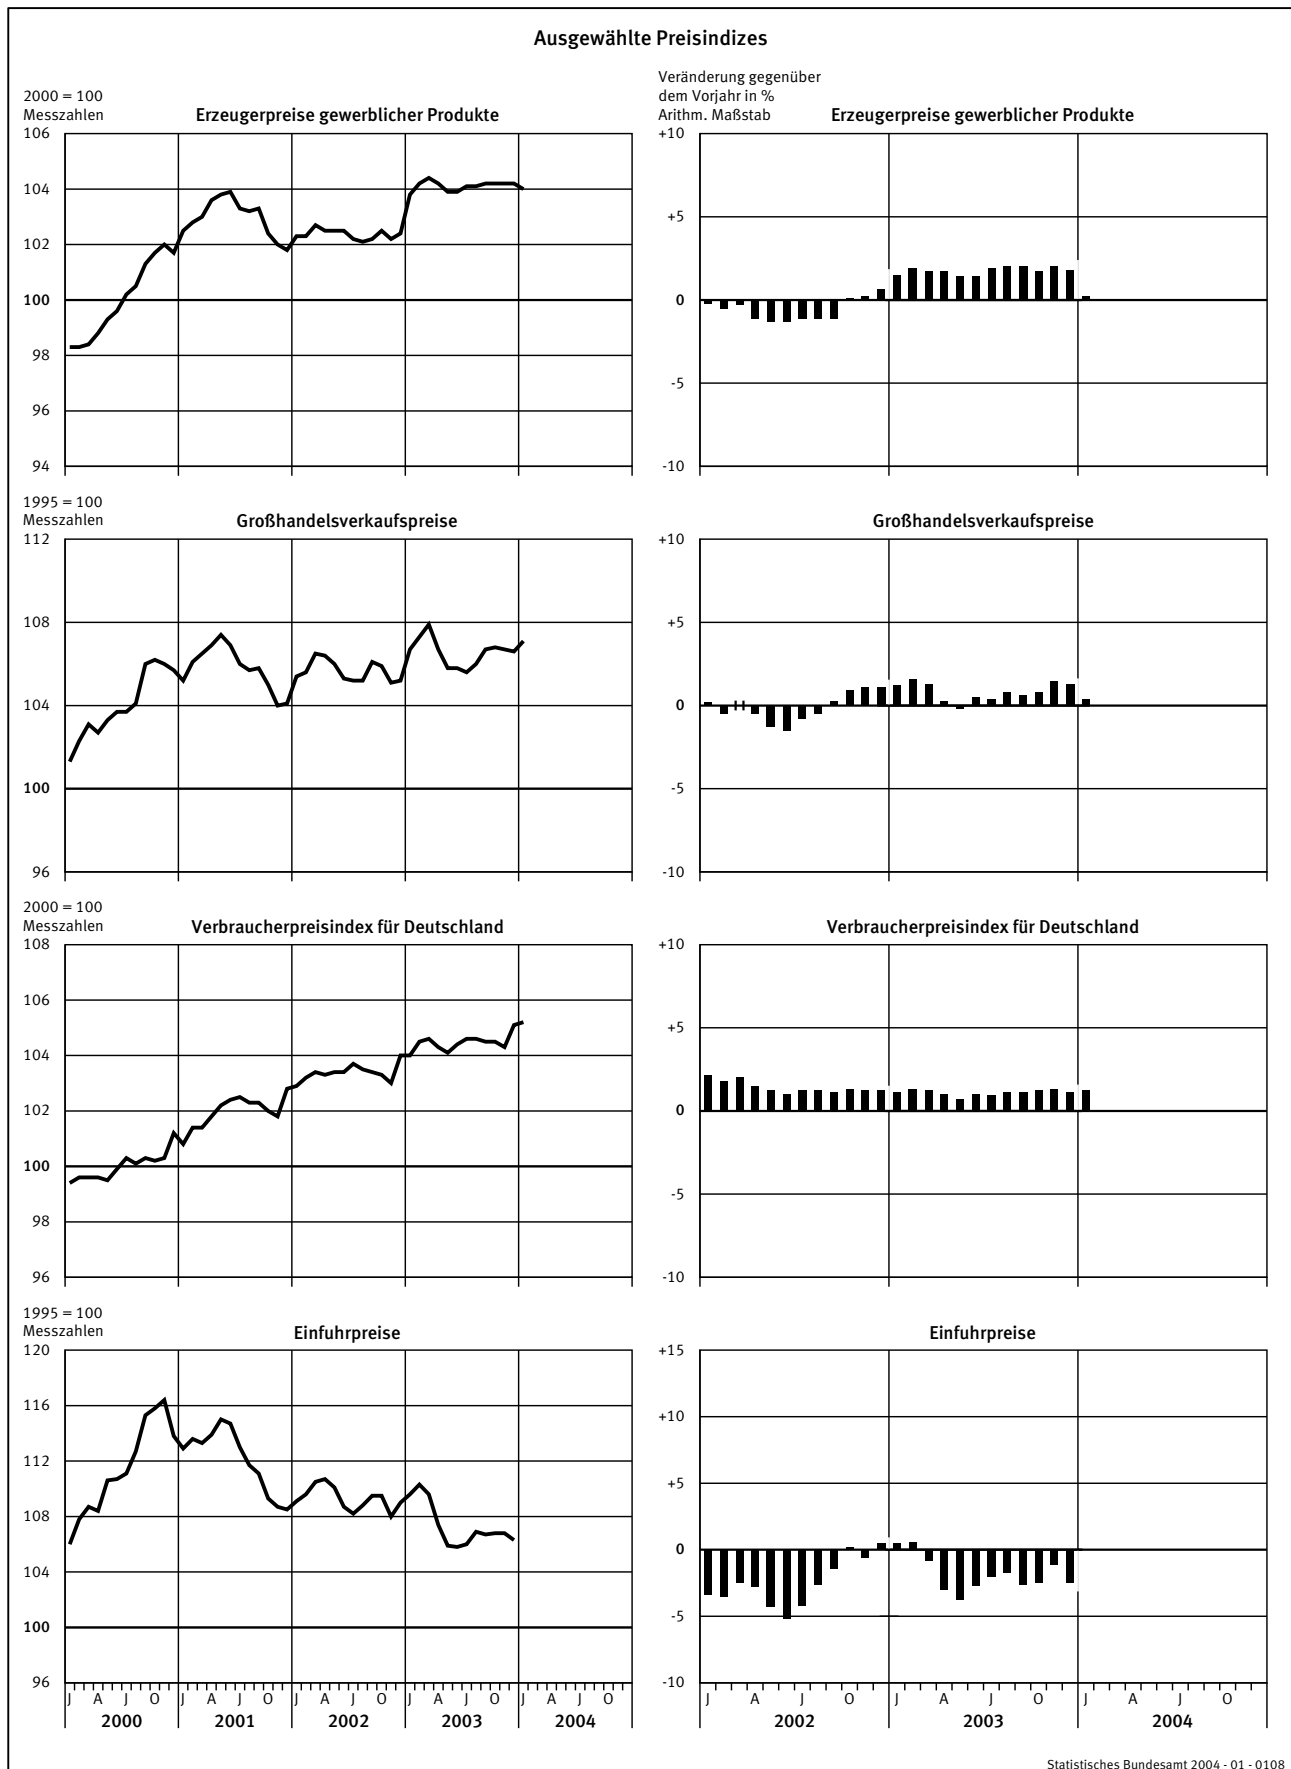 Ausgewählte Preisindizes
2000 = 100
Messzahlen
Erzeugerpreise gewerblicher Produkte
106
104
102
100
98
96
94
Veränderung gegenüber
dem Vorjahr in %
Arithm. Maßstab
Erzeugerpreise gewerblicher Produkte
+10
+5
0
-5
-10
1995 = 100
Messzahlen
Großhandelsverkaufspreise
112
108
104
100
96
Großhandelsverkaufspreise
+10
+5
0
-5
-10
2000 = 100
Messzahlen
Verbraucherpreisindex für Deutschland
108
106
104
102
100
98
96
Verbraucherpreisindex für Deutschland
+10
+5
0
-5
-10
1995 = 100
Messzahlen
Einfuhrpreise
120
116
112
108
104
100
96
J A J O J A J O J A J O J A J O J A J O
2000 2001 2002 2003 2004
Einfuhrpreise
+15
+10
+5
0
-5
-10
J A J O J A J O J A J O
2002 2003 2004
Statistisches Bundesamt 2004 - 01 - 0108